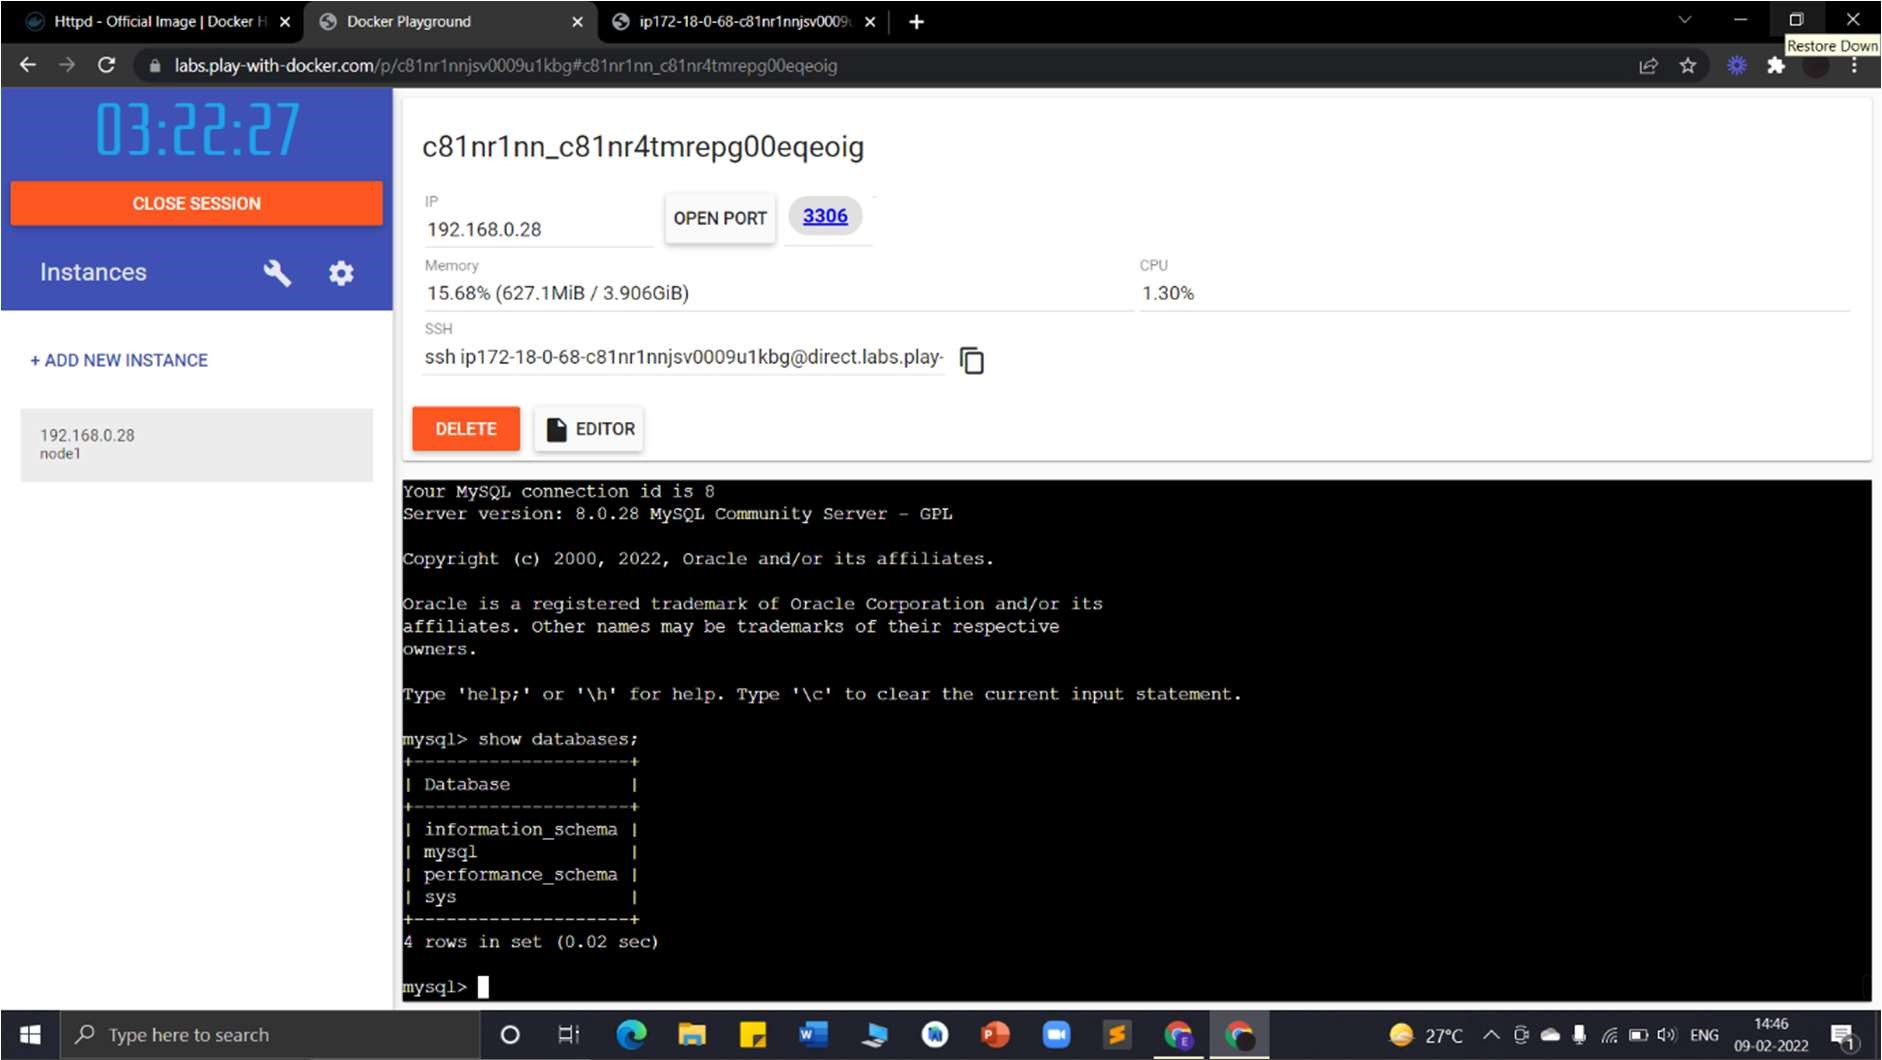 Httpd - Official Image | Docker H
Docker Playground
ip172-18-0-68-c81nr1nnjsv0009u
Restore Down
labs.play-with-docker.com/p/c81nr1nnjsv0009u1kbg#c81nr1nn_c81nr4tmrepg00eqeoig
03:22:27
CLOSE SESSION
Instances
+ ADD NEW INSTANCE
192.168.0.28
node1
c81nr1nn_c81nr4tmrepg00eqeoig
IP
192.168.0.28
OPEN PORT
3306
Memory
15.68% (627.1MiB / 3.906GiB)
CPU
1.30%
SSH
ssh ip172-18-0-68-c81nr1nnjsv0009u1kbg@direct.labs.play-
DELETE
EDITOR
Your MySQL connection id is 8
Server version: 8.0.28 MySQL Community Server - GPL
Copyright (c) 2000, 2022, Oracle and/or its affiliates.
Oracle is a registered trademark of Oracle Corporation and/or its
affiliates. Other names may be trademarks of their respective
owners.
Type 'help;' or '\h' for help. Type '\c' to clear the current input statement.
mysql> show databases;
+--------------------+
| Database           |
+--------------------+
| information_schema |
| mysql              |
| performance_schema |
| sys                |
+--------------------+
4 rows in set (0.02 sec)
mysql>
Type here to search
27°C
ENG
14:46
09-02-2022
1